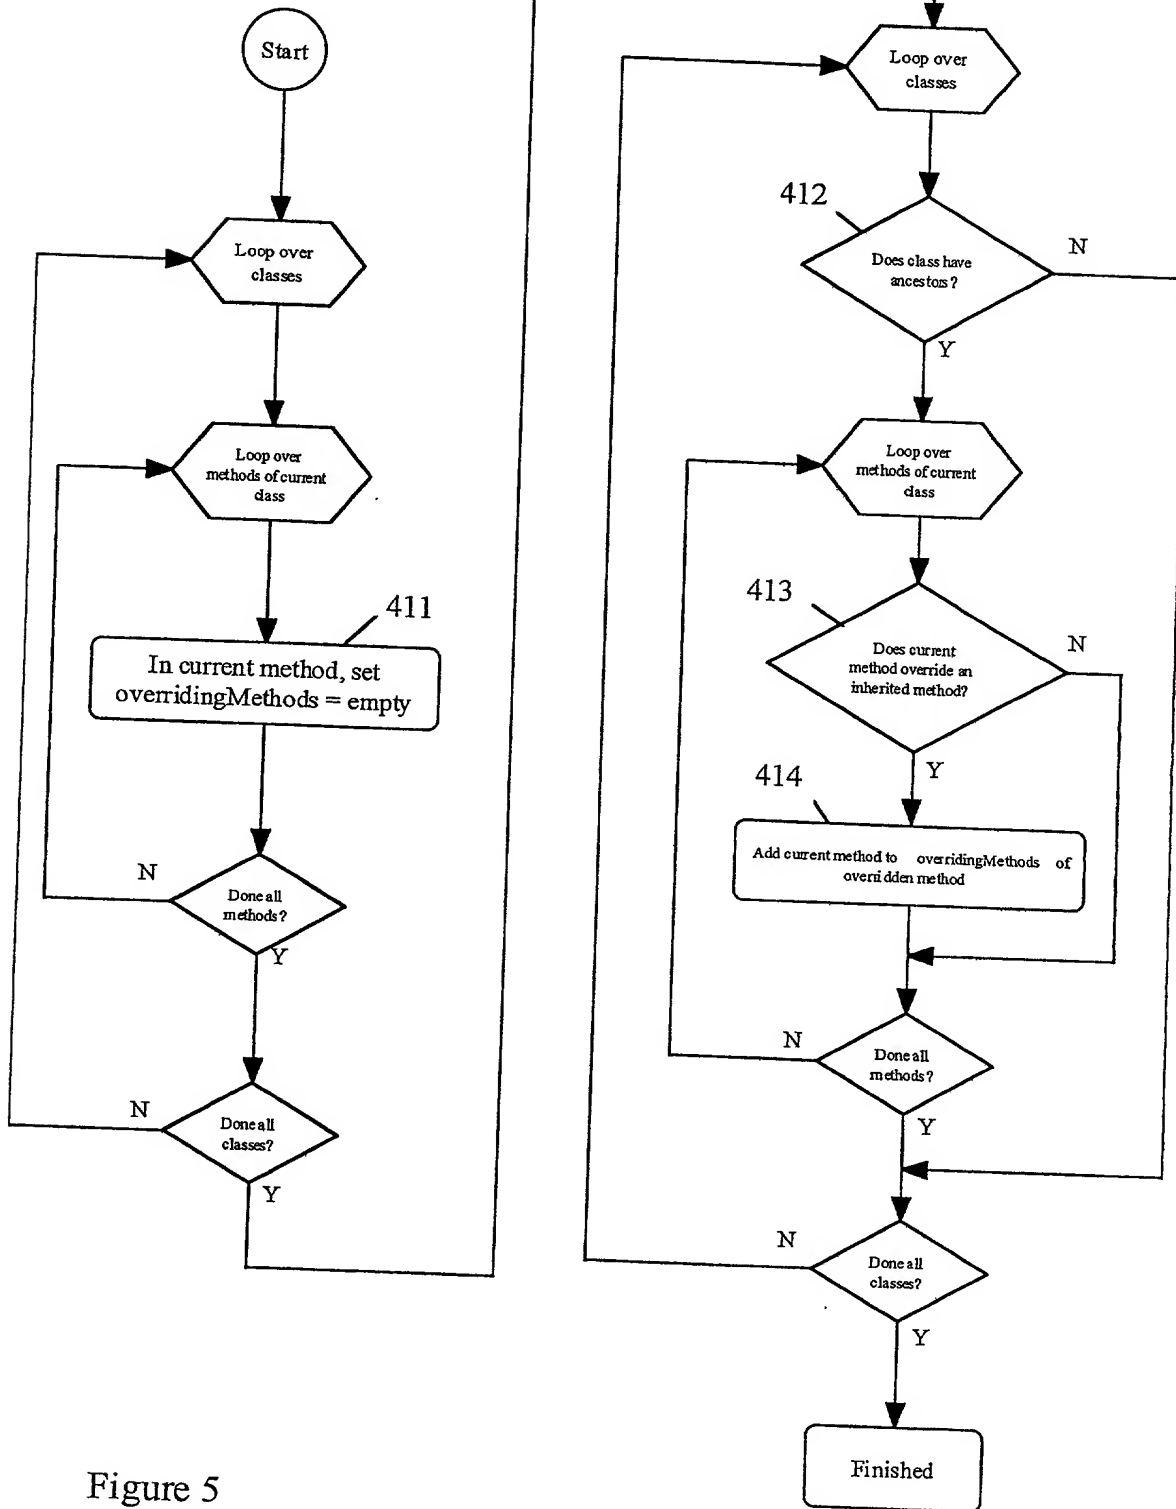 Start
Loop over
classes
Loop over
methods of current
class
411
In current method, set
overridingMethods = empty
N
Done all
methods?
Y
N
Done all
classes?
Y
Loop over
classes
412
N
Does class have
ancestors?
Y
Loop over
methods of current
class
413
N
Does current
method override an
inherited method?
Y
414
Add current method to overridingMethods of
overridden method
N
Done all
methods?
Y
N
Done all
classes?
Y
Finished
Figure 5